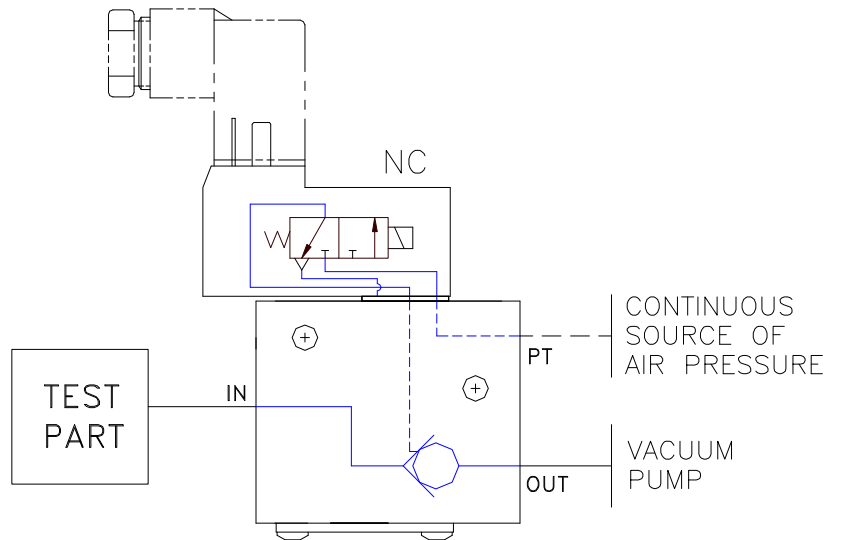 NC
CONTINUOUS
SOURCE OF
AIR PRESSURE
PT
IN
TEST
PART
VACUUM
PUMP
OUT